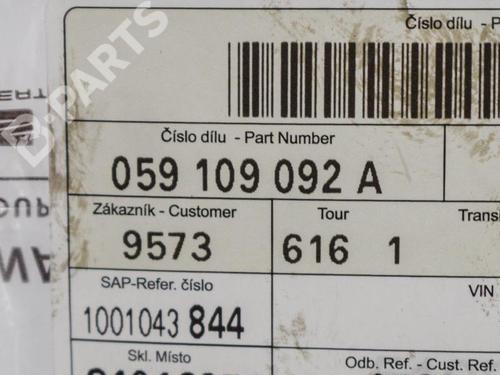 Číslo dílu - P
B-PARTS
Číslo dílu - Part Number
059 109 092 A
Zákazník - Customer
Tour
9573
616 1
SAP-Refer. číslo
VIN
1001043 844
Skl. Místo
Odb. Ref. - Cust. Ref.